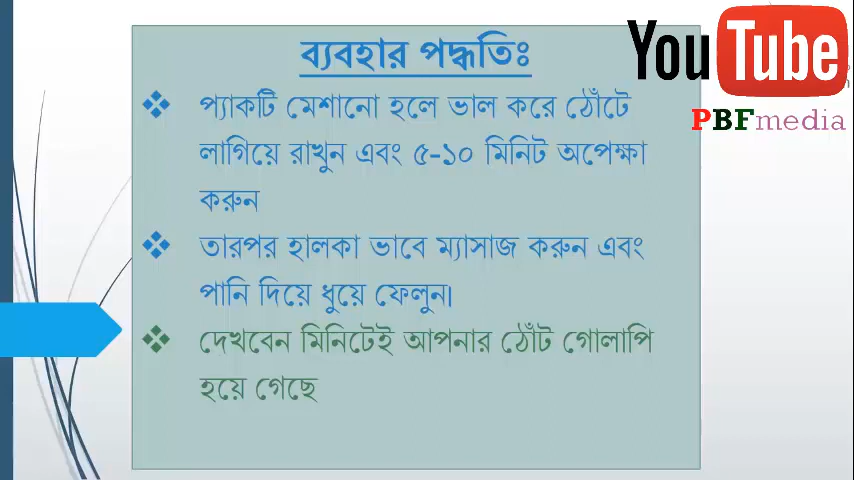 ব্যবহার পদ্ধতিঃ
YouTube
PBFmedia
❖ প্যাকটি মেশানো হলে ভাল করে ঠোঁটে
লাগিয়ে রাখুন এবং ৫-১০ মিনিট অপেক্ষা
করুন
❖ তারপর হালকা ভাবে ম্যাসাজ করুন এবং
পানি দিয়ে ধুয়ে ফেলুন।
❖ দেখবেন মিনিটেই আপনার ঠোঁট গোলাপি
হয়ে গেছে